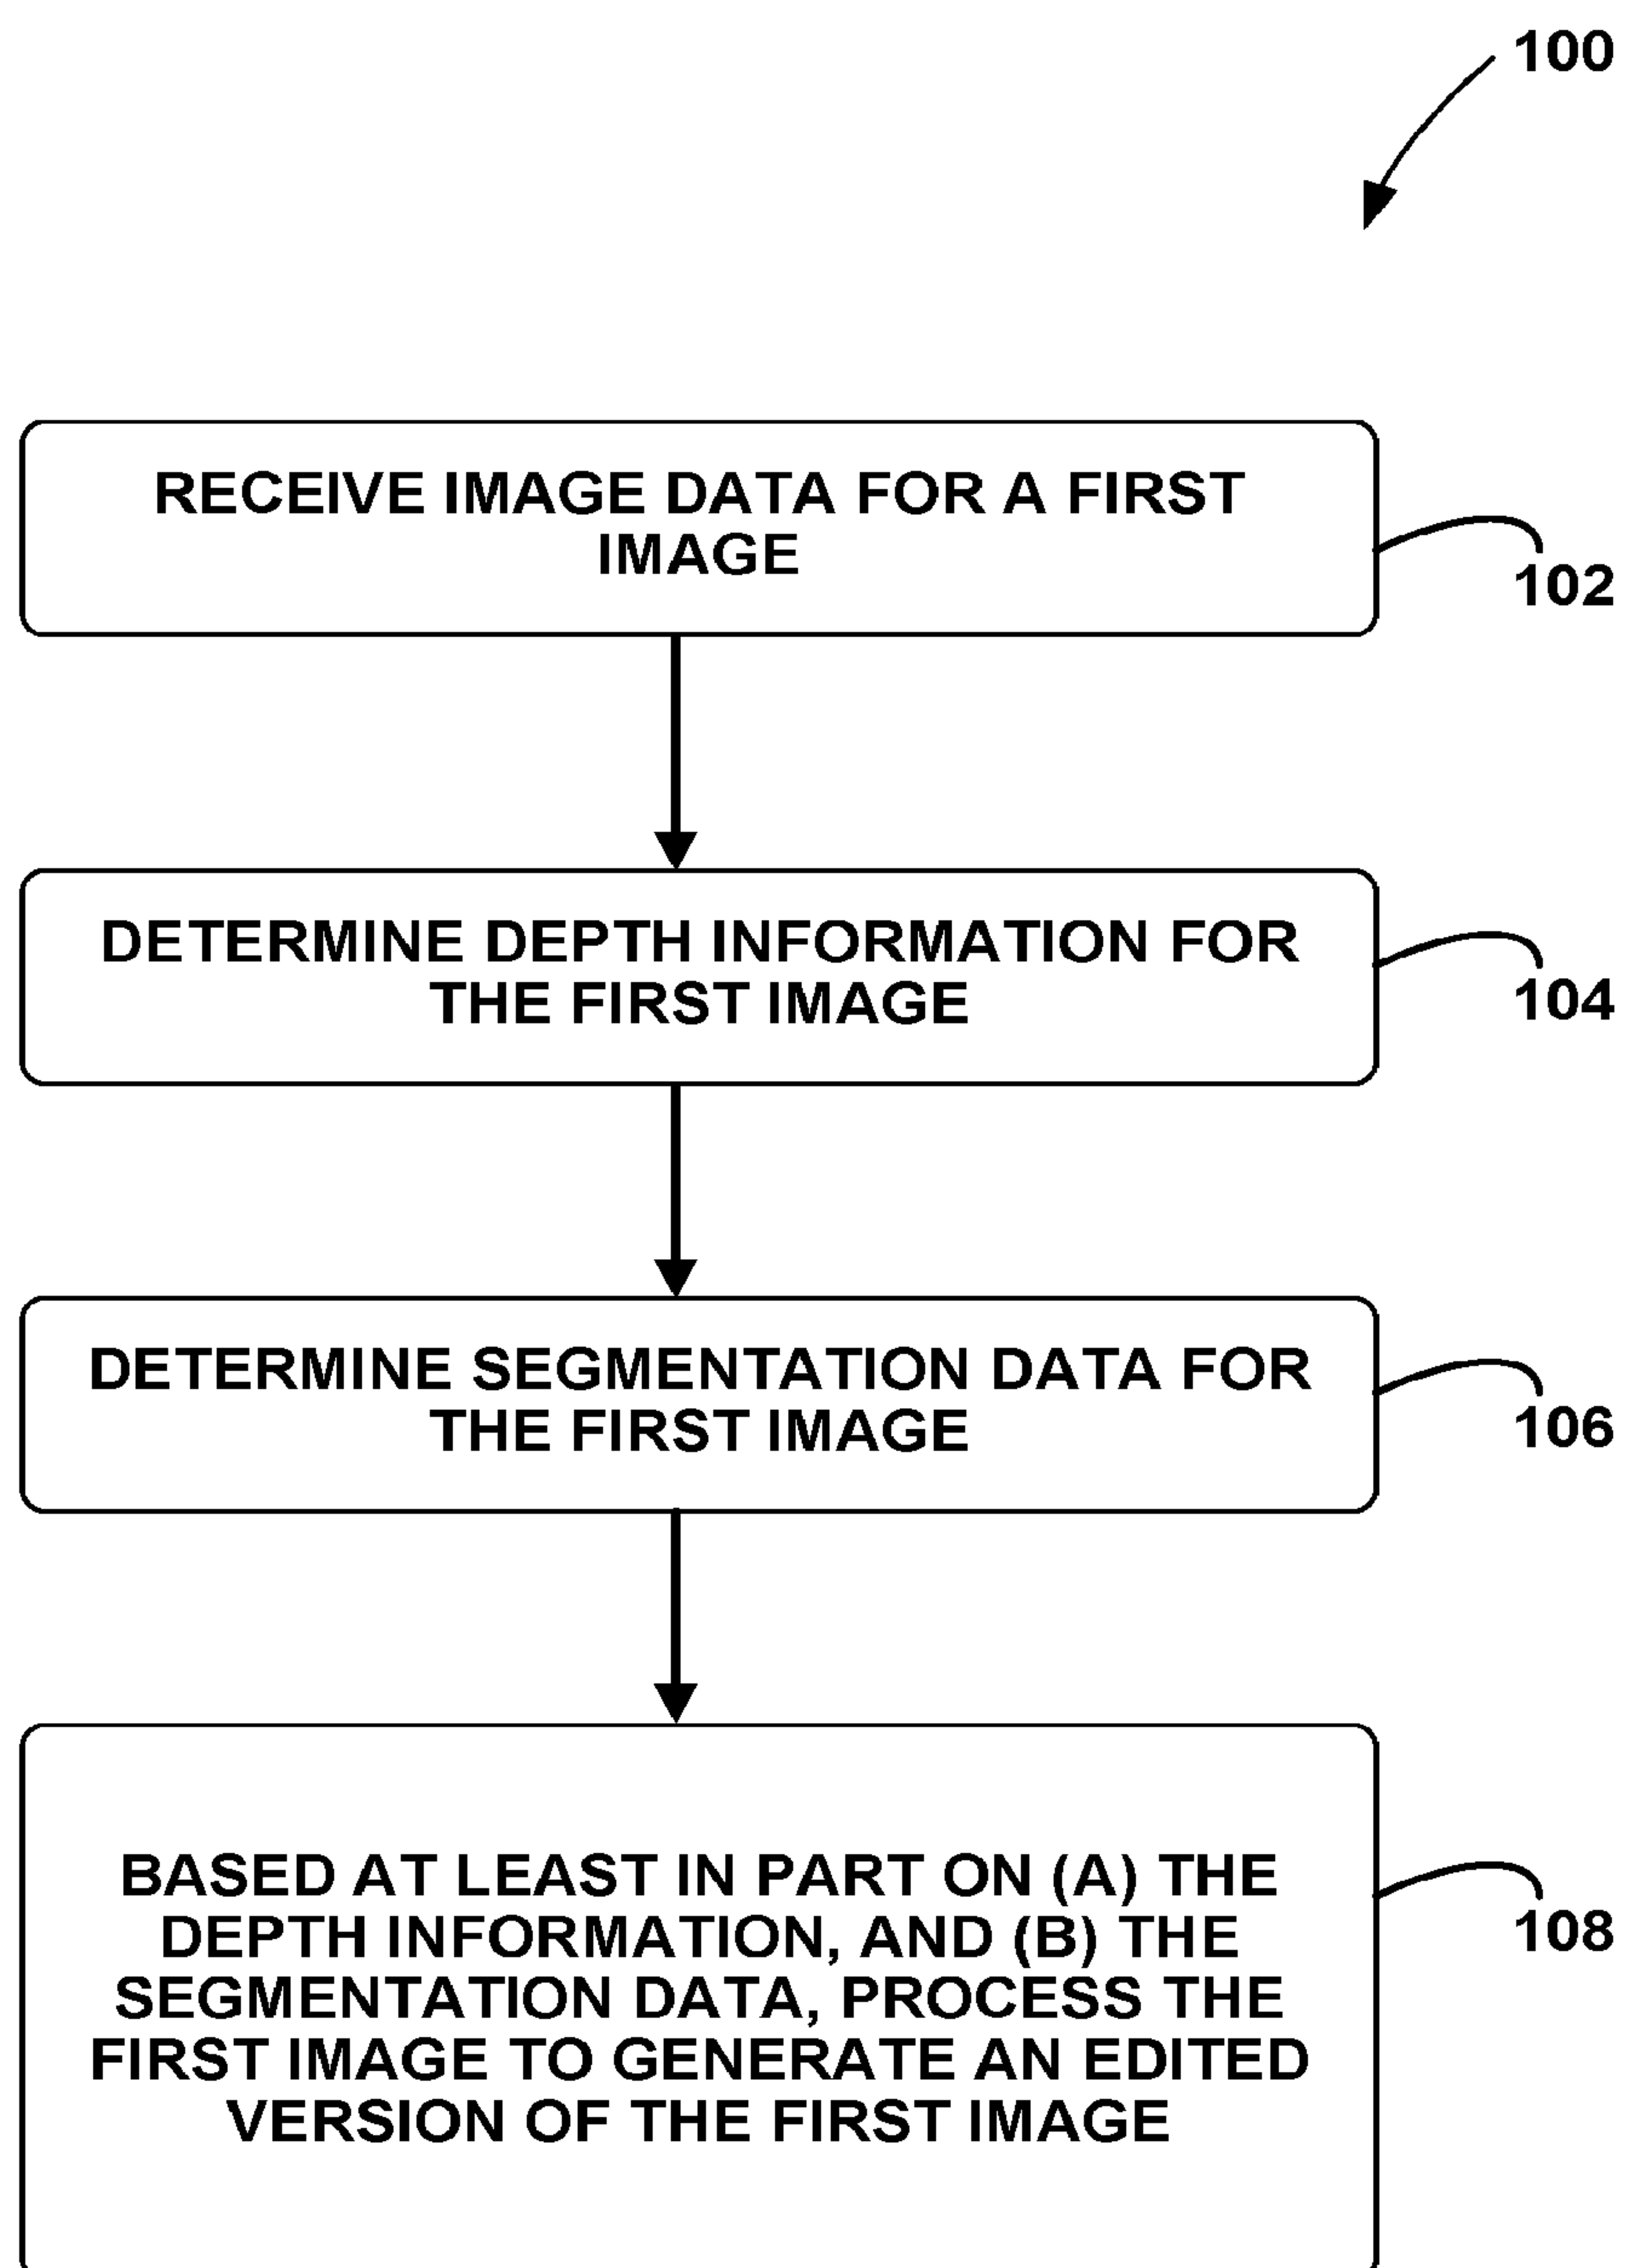 100
RECEIVE IMAGE DATA FOR A FIRST
IMAGE
102
DETERMINE DEPTH INFORMATION FOR
THE FIRST IMAGE
104
DETERMINE SEGMENTATION DATA FOR
THE FIRST IMAGE
106
BASED AT LEAST IN PART ON (A) THE
DEPTH INFORMATION, AND (B) THE
SEGMENTATION DATA, PROCESS THE
FIRST IMAGE TO GENERATE AN EDITED
VERSION OF THE FIRST IMAGE
108